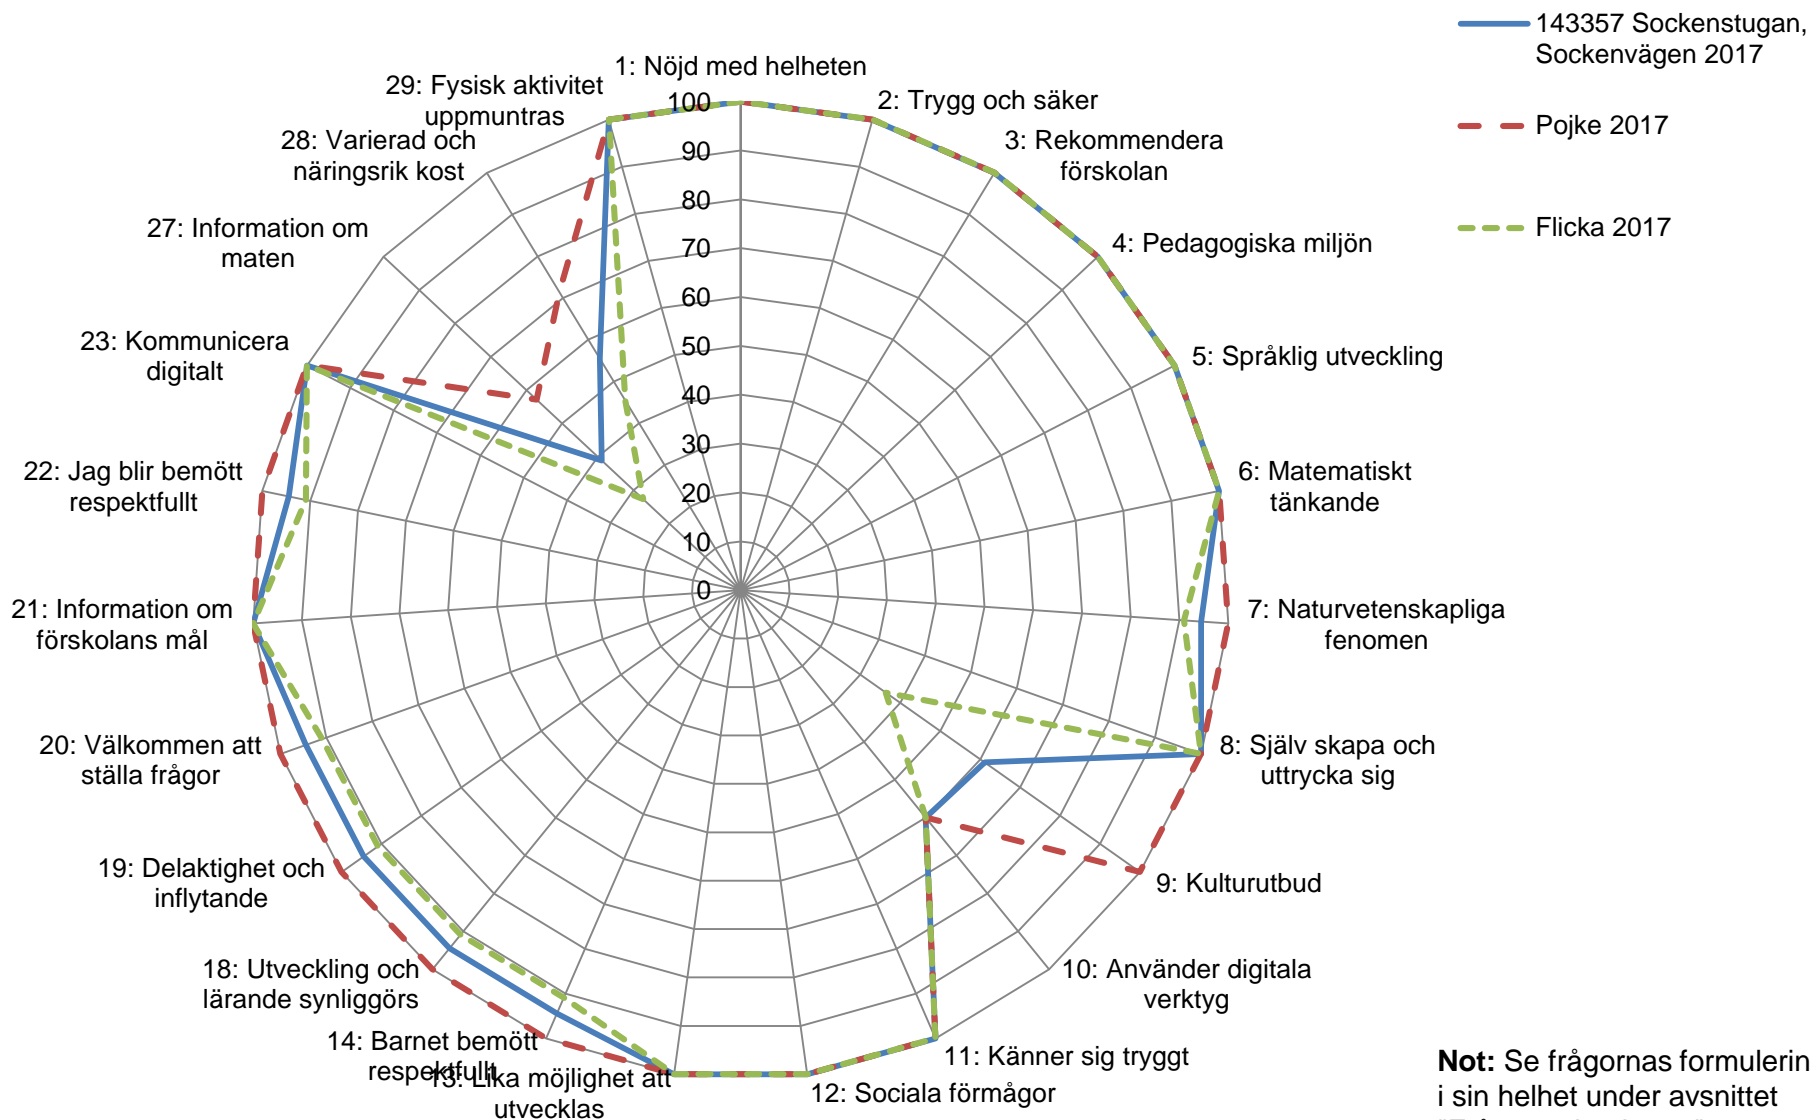 143357 Sockenstugan,
Sockenvägen 2017
Pojke 2017
Flicka 2017
1: Nöjd med helheten
2: Trygg och säker
3: Rekommendera
förskolan
4: Pedagogiska miljön
5: Språklig utveckling
6: Matematiskt
tänkande
7: Naturvetenskapliga
fenomen
8: Själv skapa och
uttrycka sig
9: Kulturutbud
10: Använder digitala
verktyg
11: Känner sig tryggt
12: Sociala förmågor
13: Lika möjlighet att
utvecklas
14: Barnet bemött
respektfullt
18: Utveckling och
lärande synliggörs
19: Delaktighet och
inflytande
20: Välkommen att
ställa frågor
21: Information om
förskolans mål
22: Jag blir bemött
respektfullt
23: Kommunicera
digitalt
27: Information om
maten
28: Varierad och
näringsrik kost
29: Fysisk aktivitet
uppmuntras
100
90
80
70
60
50
40
30
20
10
0
Not: Se frågornas formulerin
i sin helhet under avsnittet